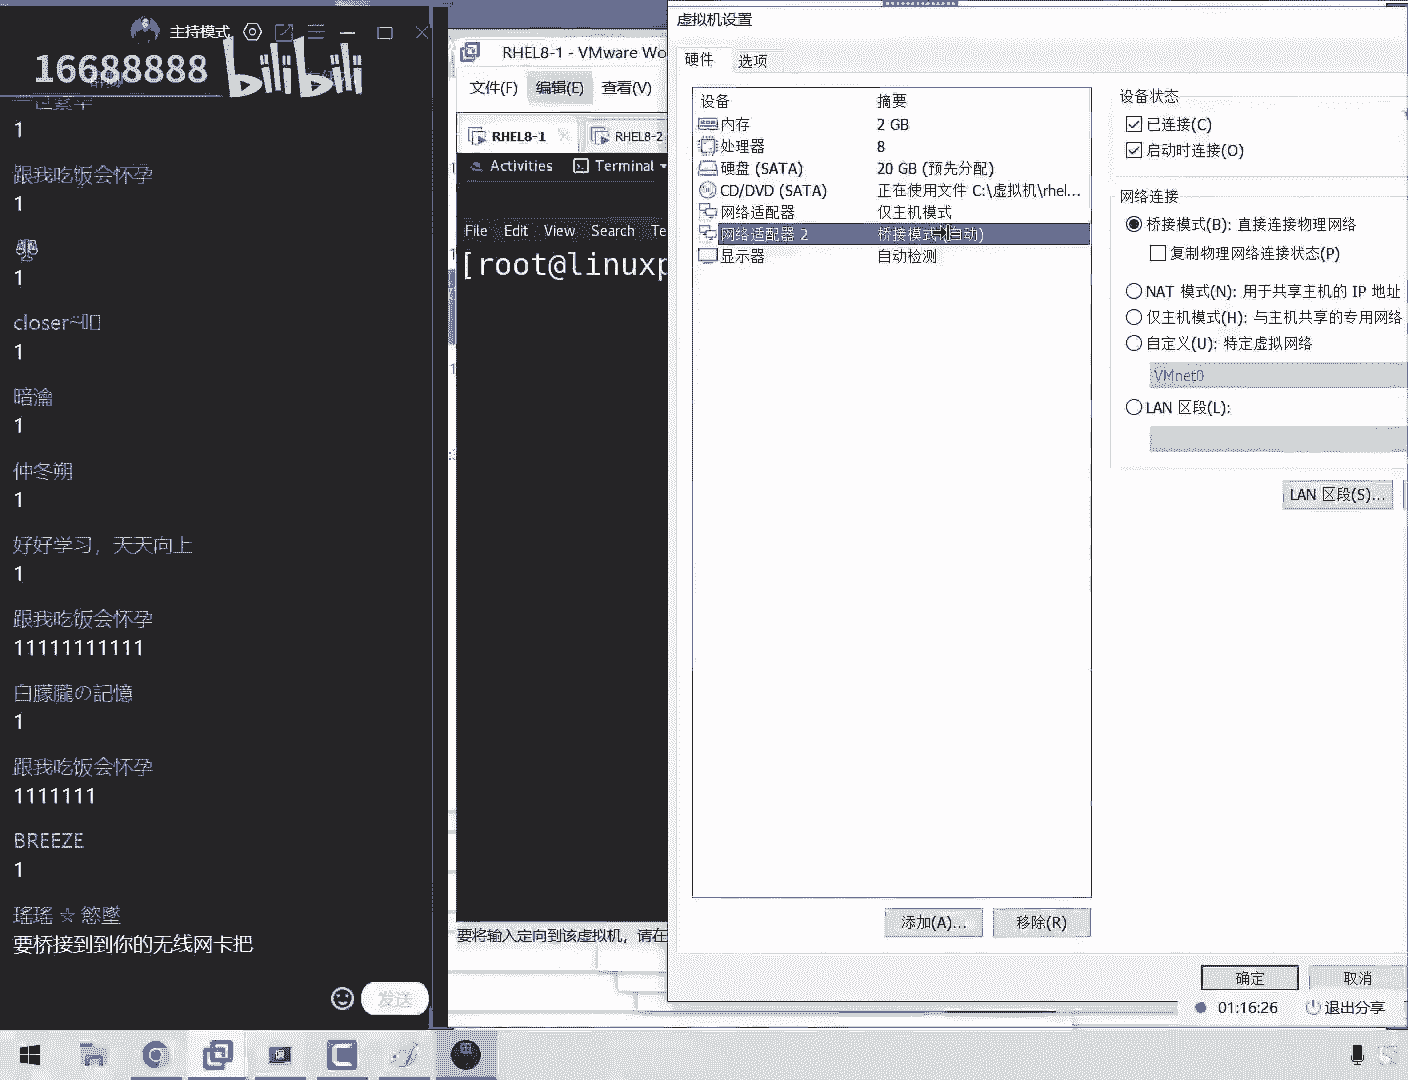 主持模式
16688888
bilibili
1
跟我吃饭会怀孕
1
1
closer
1
暗瀹
1
仲冬朔
1
好好学习，天天向上
1
跟我吃饭会怀孕
11111111111
白朦朧の記憶
1
跟我吃饭会怀孕
1111111
BREEZE
1
瑤瑤 ☆ 慾墜
要桥接到到你的无线网卡把
发送
RHEL8-1 - VMware Wo
文件(F) 编辑(E) 查看(V)
RHEL8-1 RHEL8-2
Activities Terminal
File Edit View Search Te
[root@linuxp
要将输入定向到该虚拟机，请在
虚拟机设置
硬件 选项
设备 摘要
内存 2 GB
处理器 8
硬盘 (SATA) 20 GB (预先分配)
CD/DVD (SATA) 正在使用文件 C:\虚拟机\rhel...
网络适配器 仅主机模式
网络适配器 2 桥接模式(自动)
显示器 自动检测
添加(A)... 移除(R)
设备状态
已连接(C)
启动时连接(O)
网络连接
桥接模式(B): 直接连接物理网络
复制物理网络连接状态(P)
NAT 模式(N): 用于共享主机的 IP 地址
仅主机模式(H): 与主机共享的专用网络
自定义(U): 特定虚拟网络
VMnet0
LAN 区段(L):
LAN 区段(S)...
确定 取消
01:16:26 退出分享